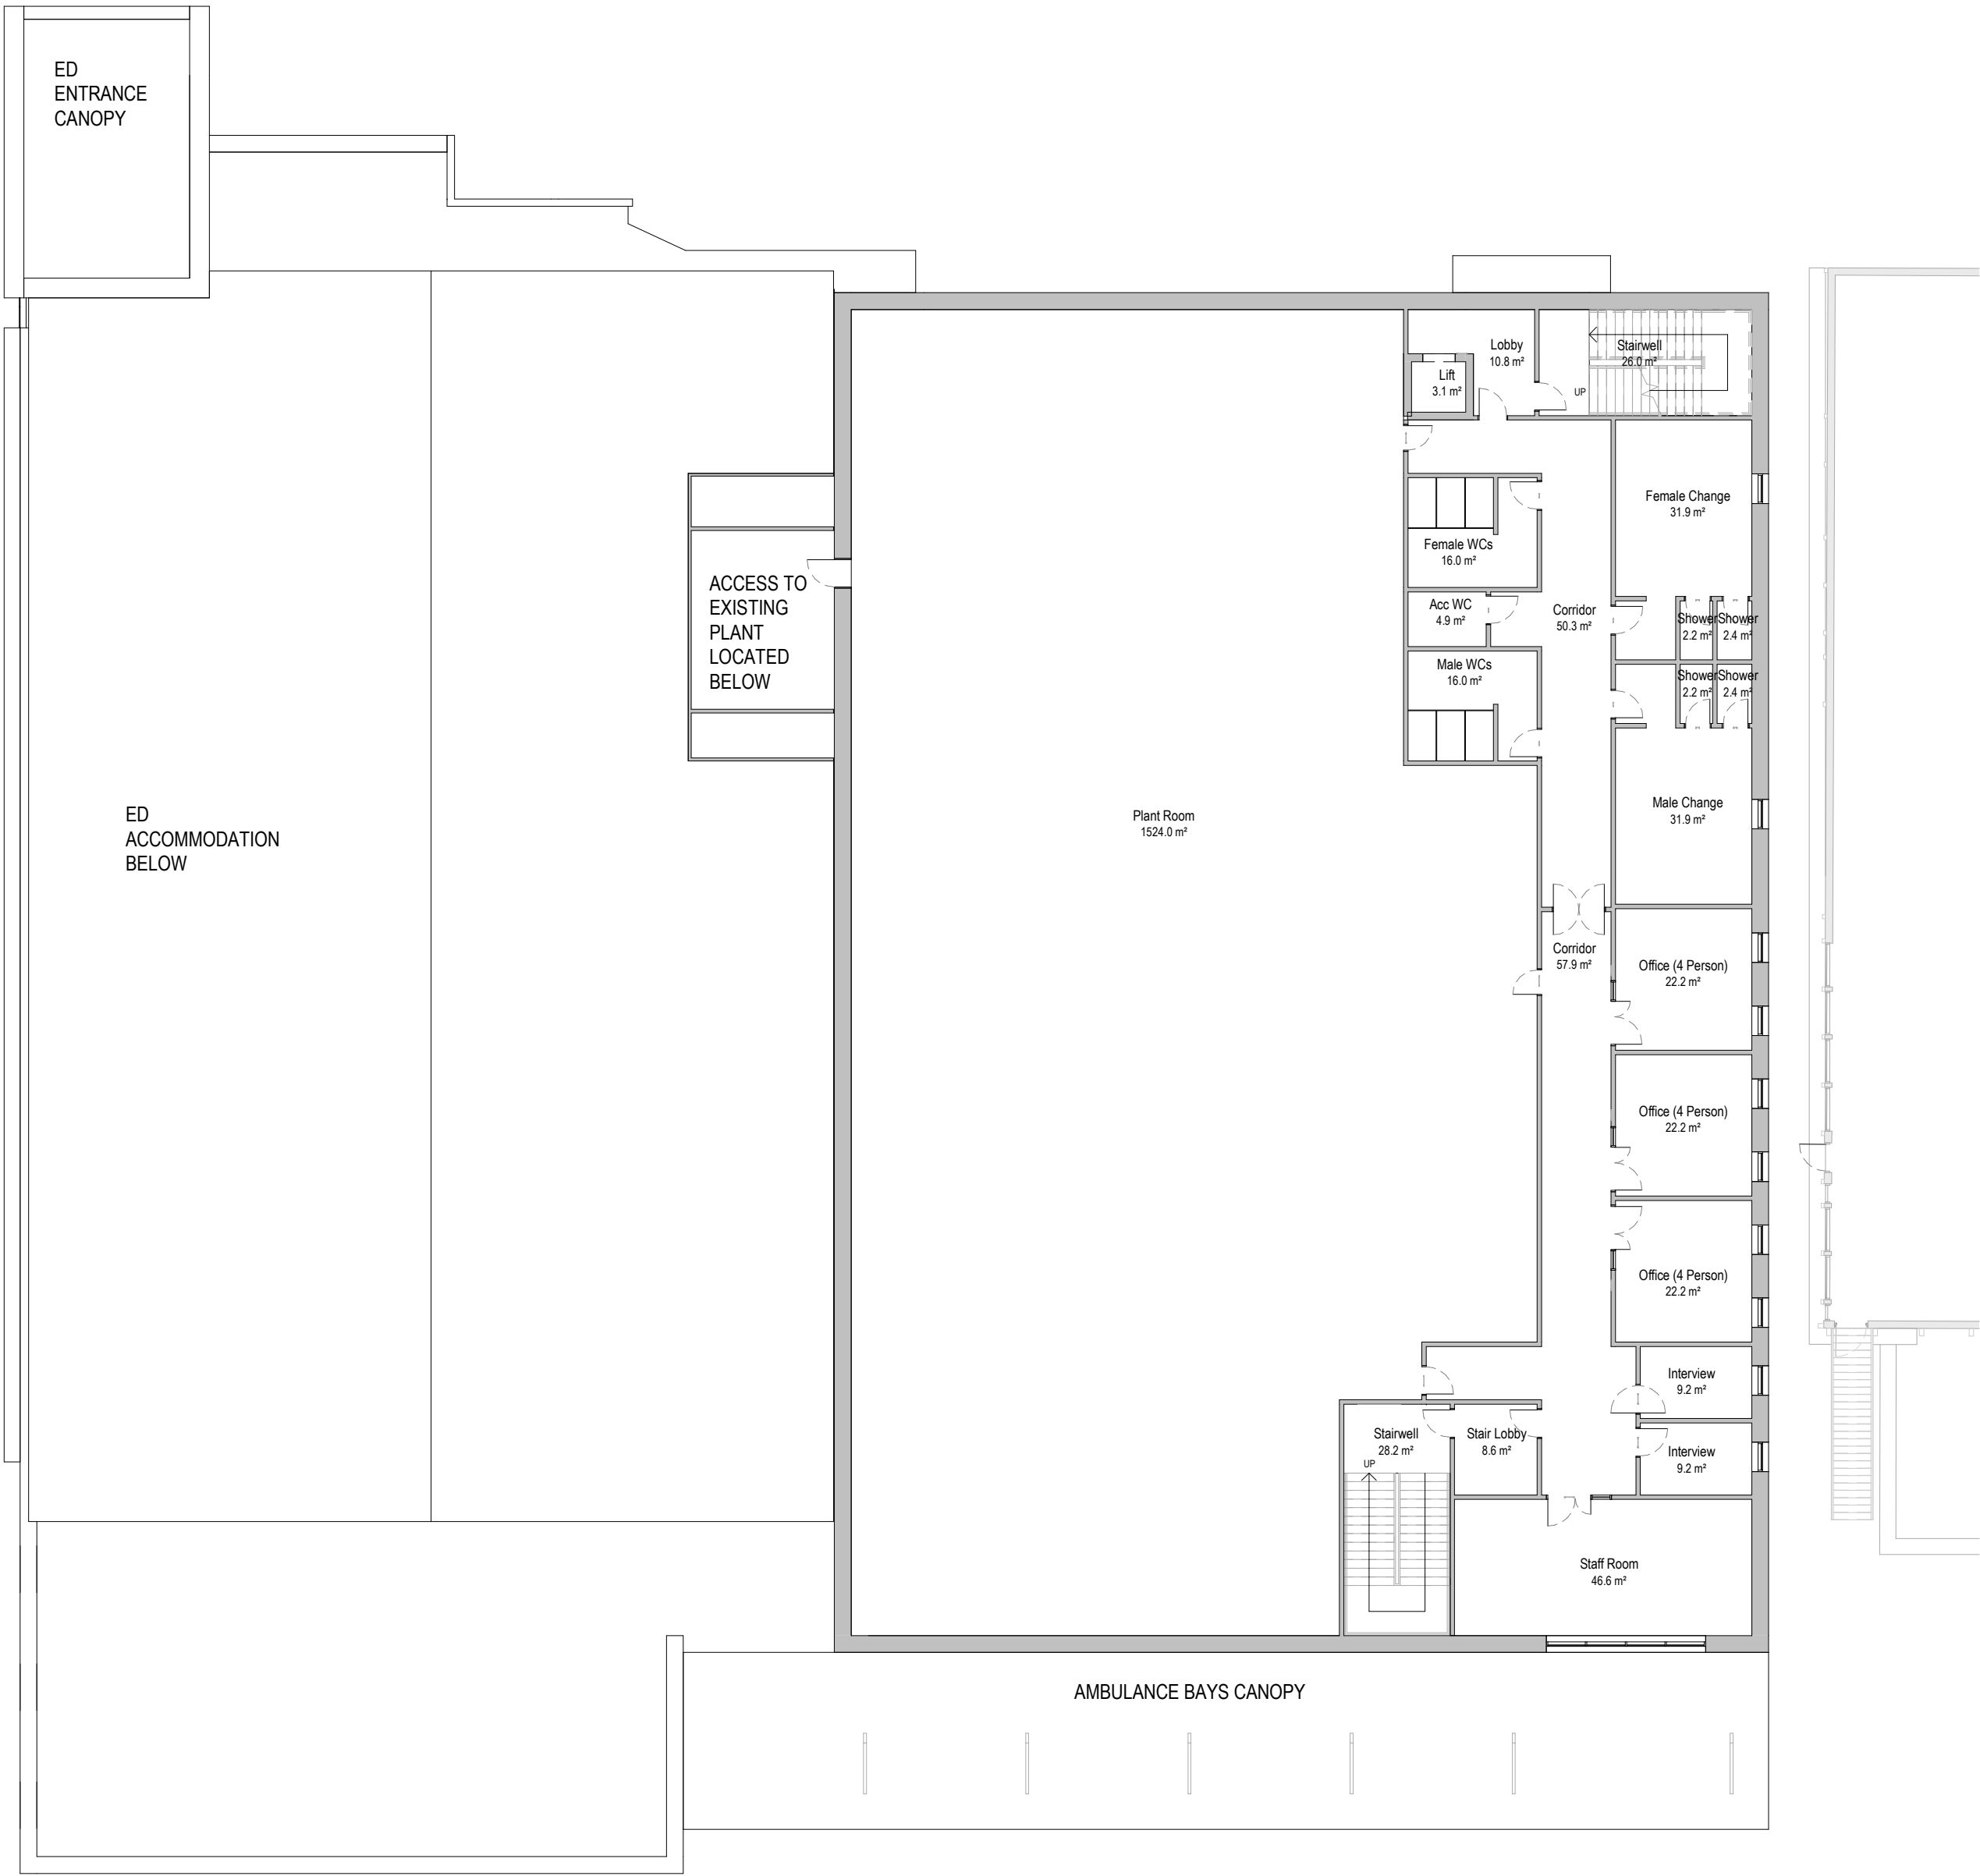 ED
ENTRANCE
CANOPY
Lobby
10.8 m²
Stairwell
26.0 m²
Lift
3.1 m²
UP
Female Change
31.9 m²
Female WCs
16.0 m²
ACCESS TO
EXISTING
PLANT
LOCATED
BELOW
Acc WC
4.9 m²
Corridor
50.3 m²
Shower
2.2 m²
Shower
2.4 m²
Male WCs
16.0 m²
Shower
2.2 m²
Shower
2.4 m²
ED
ACCOMMODATION
BELOW
Plant Room
1524.0 m²
Male Change
31.9 m²
Corridor
57.9 m²
Office (4 Person)
22.2 m²
Office (4 Person)
22.2 m²
Office (4 Person)
22.2 m²
Interview
9.2 m²
Stairwell
28.2 m²
UP
Stair Lobby
8.6 m²
Interview
9.2 m²
Staff Room
46.6 m²
AMBULANCE BAYS CANOPY